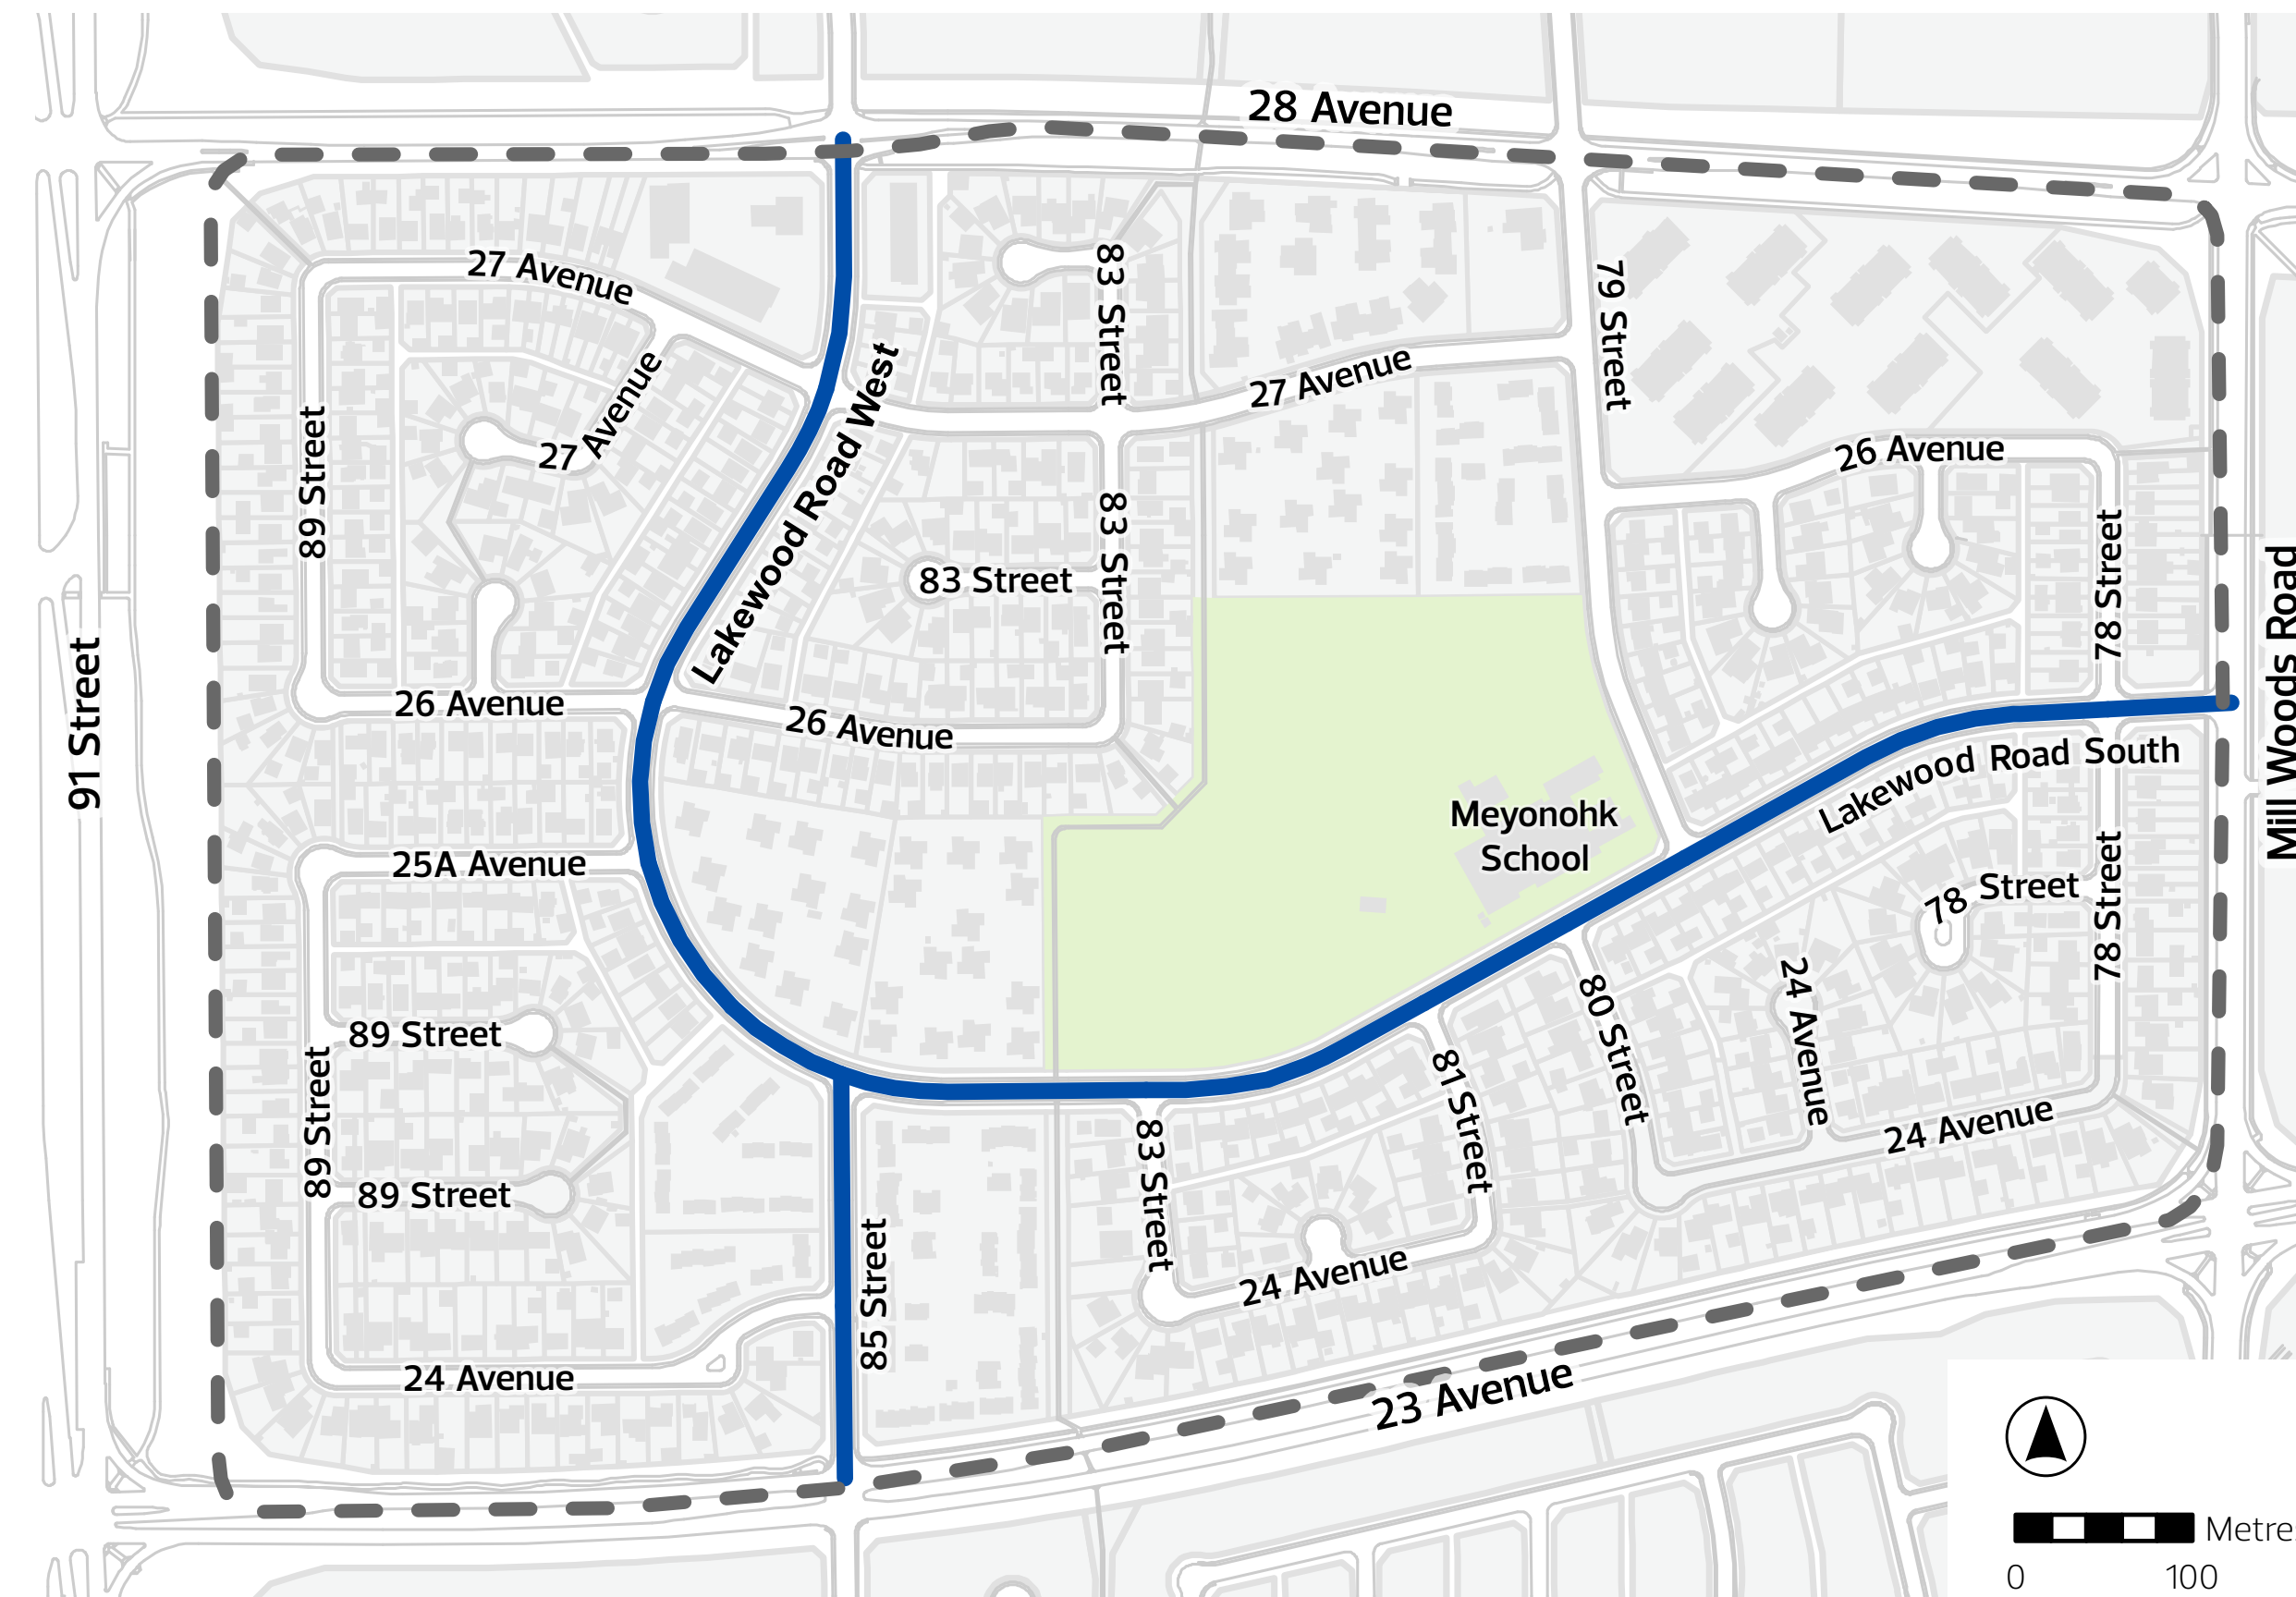 28 Avenue
27 Avenue
83 Street
79 Street
27 Avenue
27 Avenue
Lakewood Road West
89 Street
26 Avenue
83 Street
83 Street
78 Street
Mill Woods Road
91 Street
26 Avenue
26 Avenue
Lakewood Road South
Meyonohk
School
25A Avenue
78 Street
78 Street
24 Avenue
80 Street
89 Street
89 Street
81 Street
24 Avenue
83 Street
89 Street
85 Street
24 Avenue
24 Avenue
23 Avenue
Metre
0 100